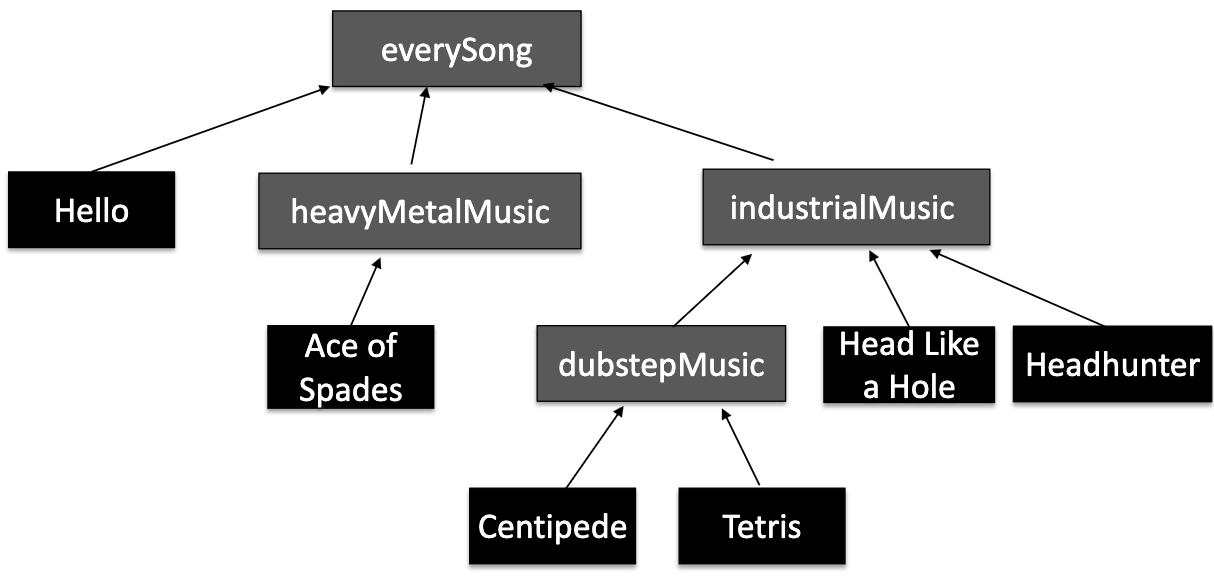 everySong
Hello
heavyMetalMusic
industrialMusic
Ace of
Spades
dubstepMusic
Head Like
a Hole
Headhunter
Centipede
Tetris